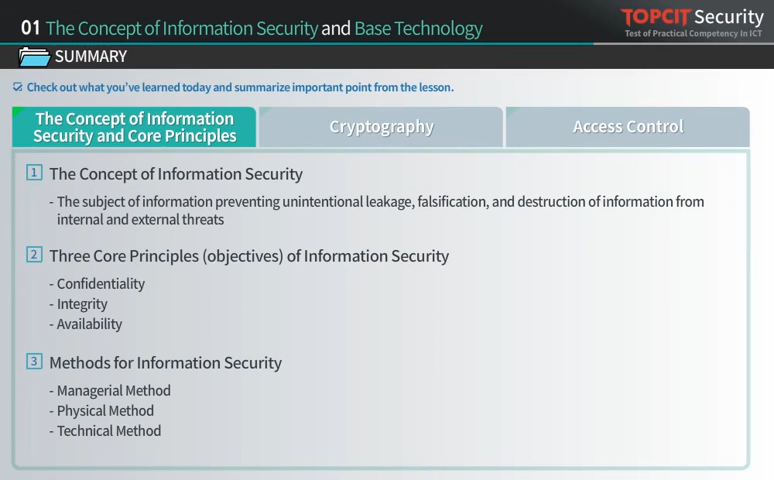 01 The Concept of Information Security and Base Technology
TOPCIT Security
Test of Practical Competency In ICT
SUMMARY
Check out what you've learned today and summarize important point from the lesson.
The Concept of Information
Security and Core Principles
Cryptography
Access Control
1 The Concept of Information Security
- The subject of information preventing unintentional leakage, falsification, and destruction of information from
internal and external threats
2 Three Core Principles (objectives) of Information Security
- Confidentiality
- Integrity
- Availability
3 Methods for Information Security
- Managerial Method
- Physical Method
- Technical Method